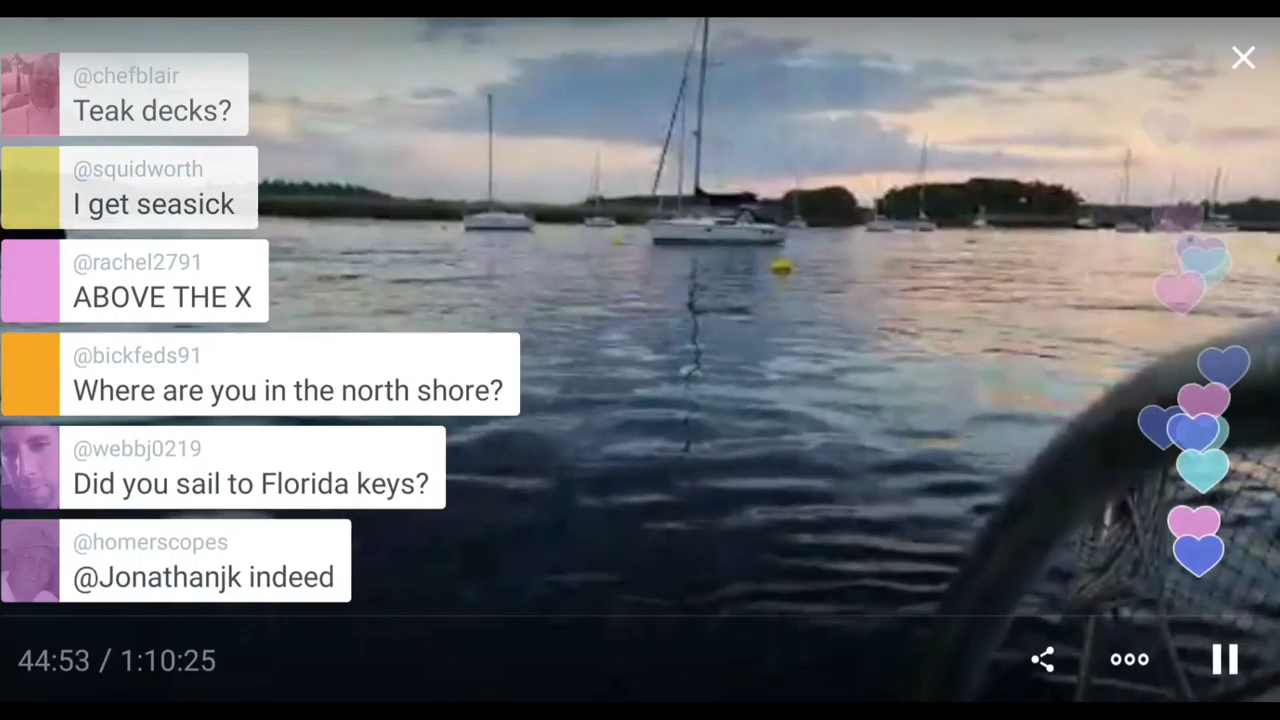 @chefblair
Teak decks?
@squidworth
I get seasick
@rachel2791
ABOVE THE X
@bickfeds91
Where are you in the north shore?
@webbj0219
Did you sail to Florida keys?
@homerscopes
@Jonathanjk indeed
44:53 / 1:10:25